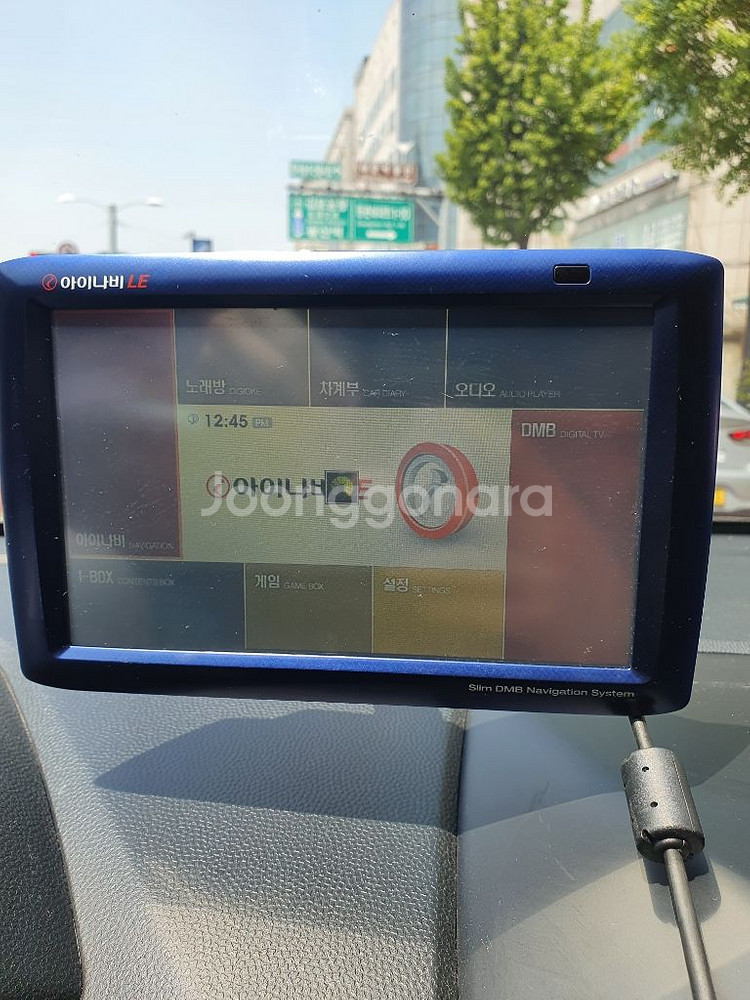 아이나비 LE
노래방 DIGIOKE
차계부 CAR DIARY
오디오 AUDIO PLAYER
12:45 PM
DMB DIGITAL TV
아이나비
Joonggonara
아이나비 NAVIGATION
I-BOX CONTENTS BOX
게임 GAME BOX
설정 SETTINGS
Slim DMB Navigation System